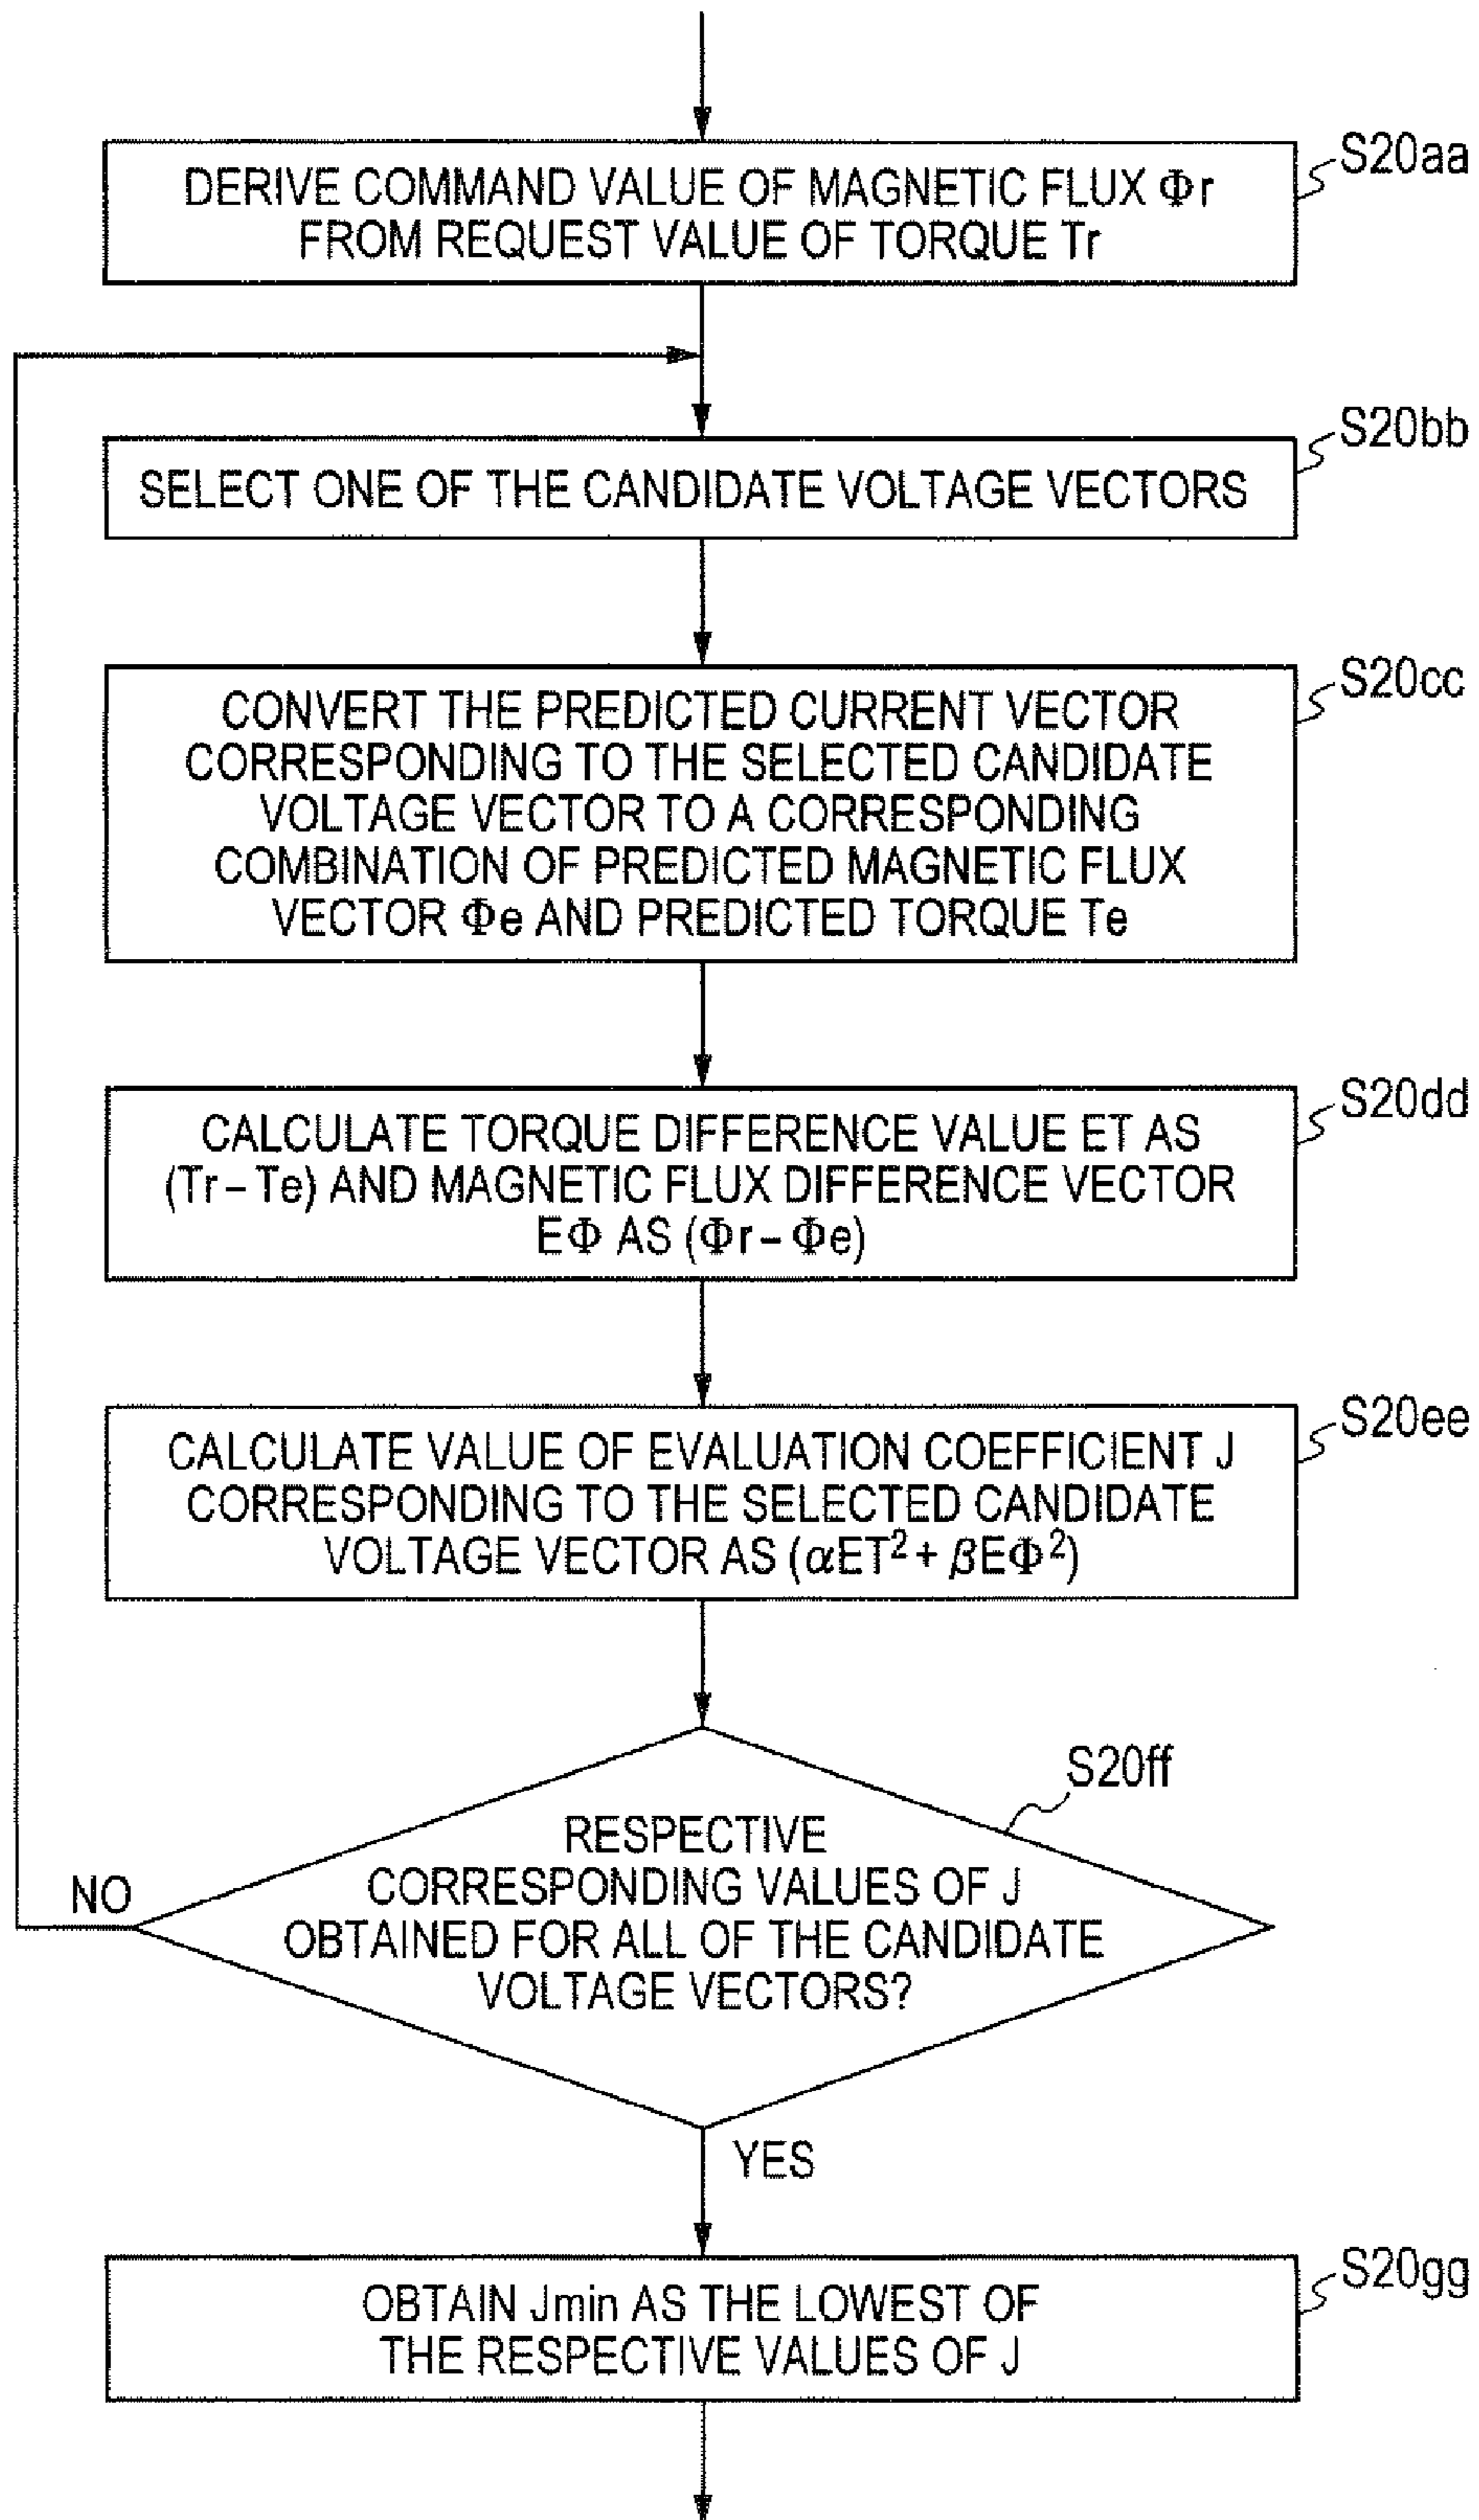 S20aa
DERIVE COMMAND VALUE OF MAGNETIC FLUX Φr
FROM REQUEST VALUE OF TORQUE Tr
S20bb
SELECT ONE OF THE CANDIDATE VOLTAGE VECTORS
S20cc
CONVERT THE PREDICTED CURRENT VECTOR
CORRESPONDING TO THE SELECTED CANDIDATE
VOLTAGE VECTOR TO A CORRESPONDING
COMBINATION OF PREDICTED MAGNETIC FLUX
VECTOR Φe AND PREDICTED TORQUE Te
S20dd
CALCULATE TORQUE DIFFERENCE VALUE ET AS
(Tr – Te) AND MAGNETIC FLUX DIFFERENCE VECTOR
EΦ AS (Φr – Φe)
S20ee
CALCULATE VALUE OF EVALUATION COEFFICIENT J
CORRESPONDING TO THE SELECTED CANDIDATE
VOLTAGE VECTOR AS (αET² + βEΦ²)
S20ff
RESPECTIVE
CORRESPONDING VALUES OF J
OBTAINED FOR ALL OF THE CANDIDATE
VOLTAGE VECTORS?
NO
YES
S20gg
OBTAIN Jmin AS THE LOWEST OF
THE RESPECTIVE VALUES OF J